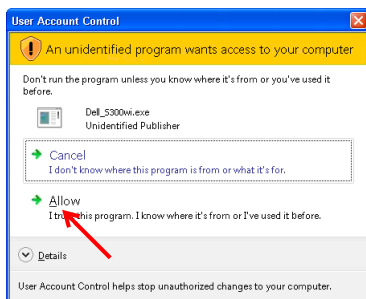 User Account Control
An unidentified program wants access to your computer
Don't run the program unless you know where it's from or you've used it
before.
Dell_5300wi.exe
Unidentified Publisher
Cancel
I don't know where this program is from or what it's for.
Allow
I trust this program. I know where it's from or I've used it before.
Details
User Account Control helps stop unauthorized changes to your computer.